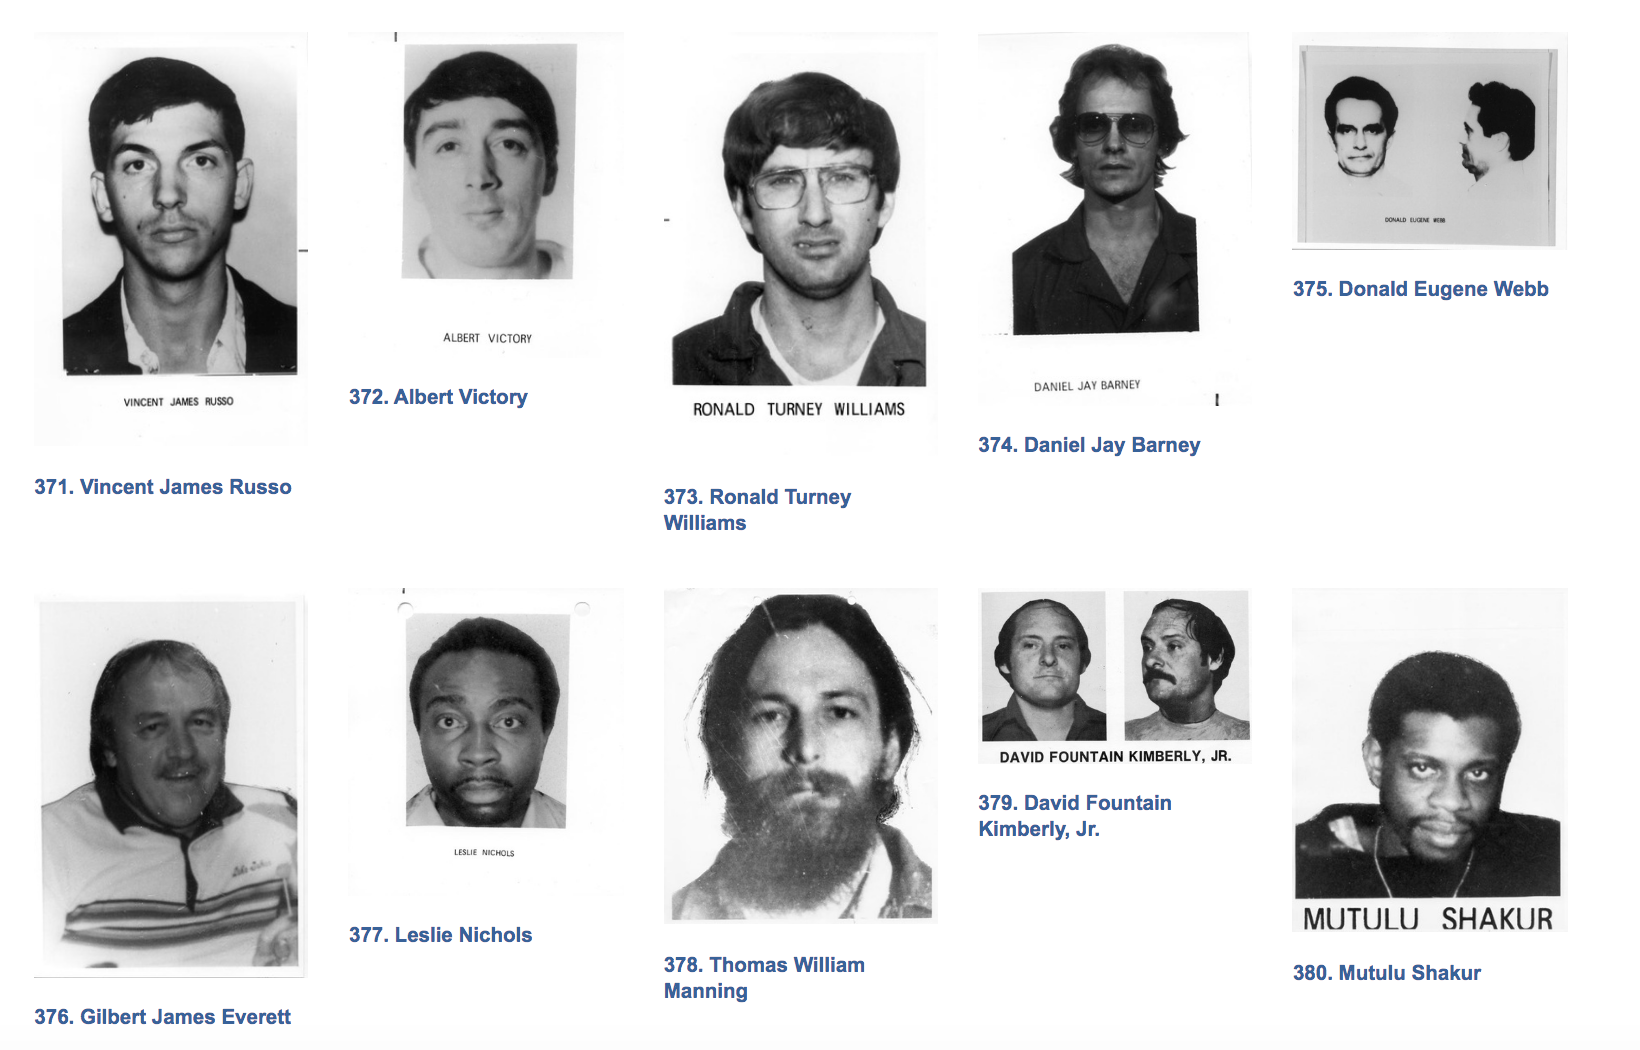 VINCENT JAMES RUSSO
371. Vincent James Russo
ALBERT VICTORY
372. Albert Victory
RONALD TURNEY WILLIAMS
373. Ronald Turney
Williams
DANIEL JAY BARNEY
374. Daniel Jay Barney
DONALD EUGENE WEBB
375. Donald Eugene Webb
376. Gilbert James Everett
LESLIE NICHOLS
377. Leslie Nichols
378. Thomas William
Manning
DAVID FOUNTAIN KIMBERLY, JR.
379. David Fountain
Kimberly, Jr.
MUTULU SHAKUR
380. Mutulu Shakur